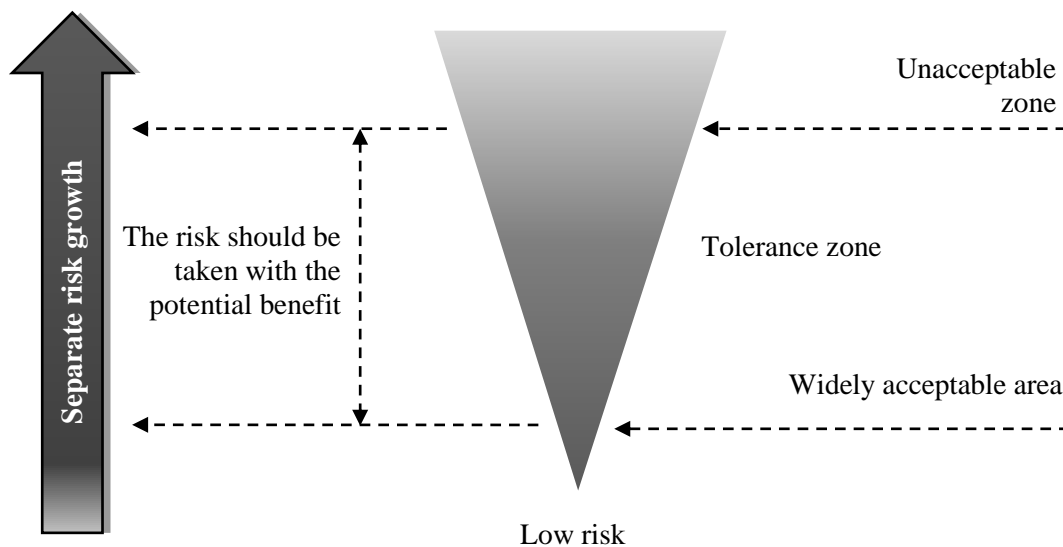 Separate risk growth
Unacceptable
zone
The risk should be
taken with the
potential benefit
Tolerance zone
Widely acceptable area
Low risk